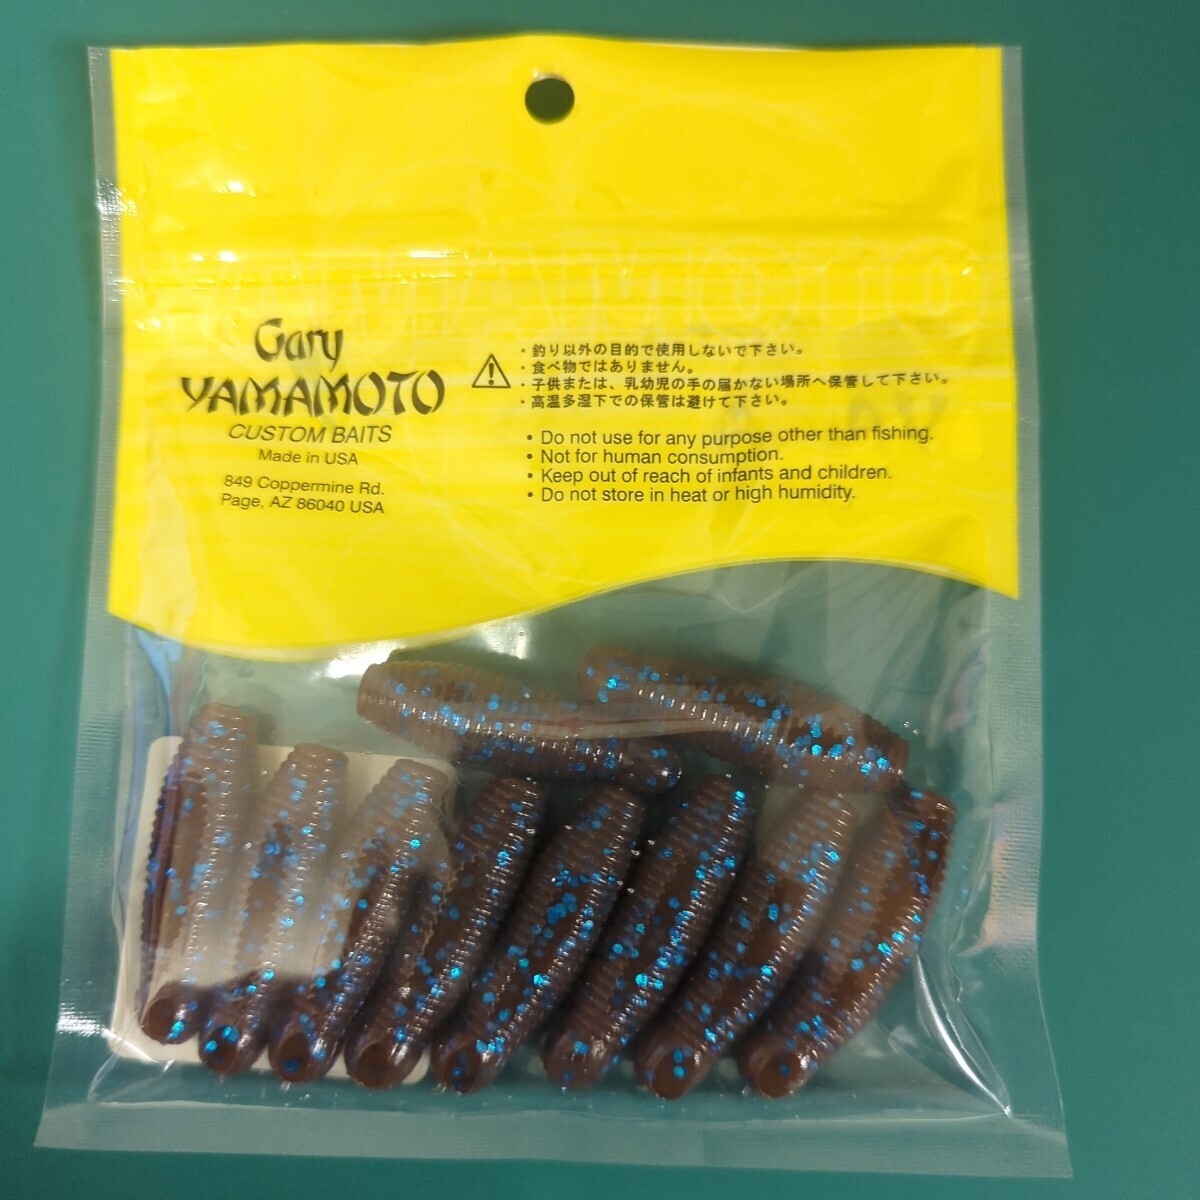 Gary
YAMAMOTO
CUSTOM BAITS
Made in USA
849 Coppermine Rd.
Page, AZ 86040 USA
・釣り以外の目的で使用しないで下さい。
・食べ物ではありません。
・子供または、乳幼児の手の届かない場所へ保管して下さい。
・高温多湿下での保管は避けて下さい。
• Do not use for any purpose other than fishing.
• Not for human consumption.
• Keep out of reach of infants and children.
• Do not store in heat or high humidity.